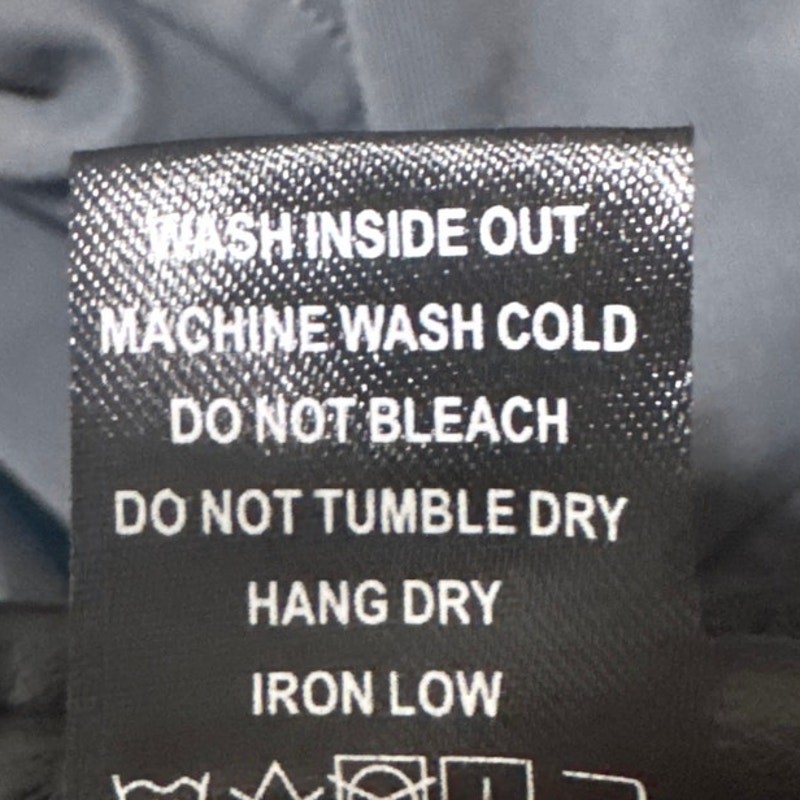 WASH INSIDE OUT
MACHINE WASH COLD
DO NOT BLEACH
DO NOT TUMBLE DRY
HANG DRY
IRON LOW